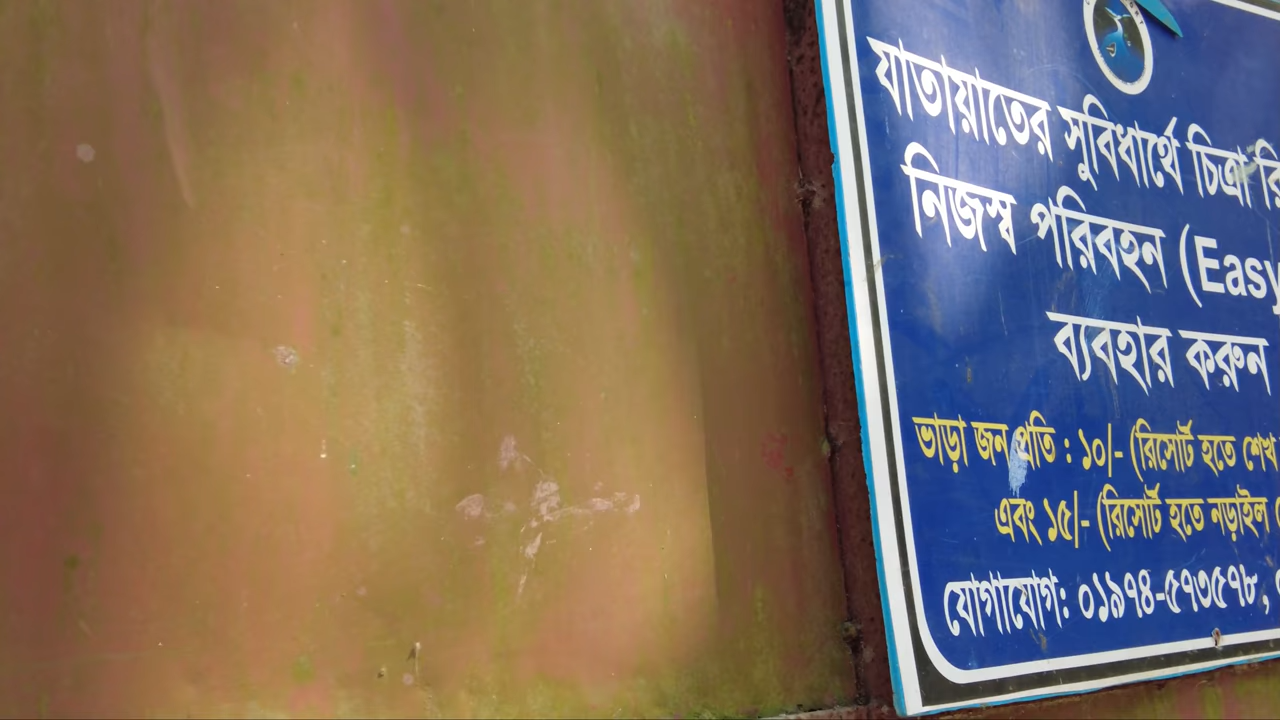 যাতায়াতের সুবিধার্থে চিত্রা রি
নিজস্ব পরিবহন (Easy
ব্যবহার করুন
ভাড়া জন প্রতি : ১০/- (রিসোর্ট হতে শেখ
এবং ১৫/- (রিসোর্ট হতে নড়াইল
যোগাযোগ: ০১৯৭৪-৫৭৩৫৭৮,